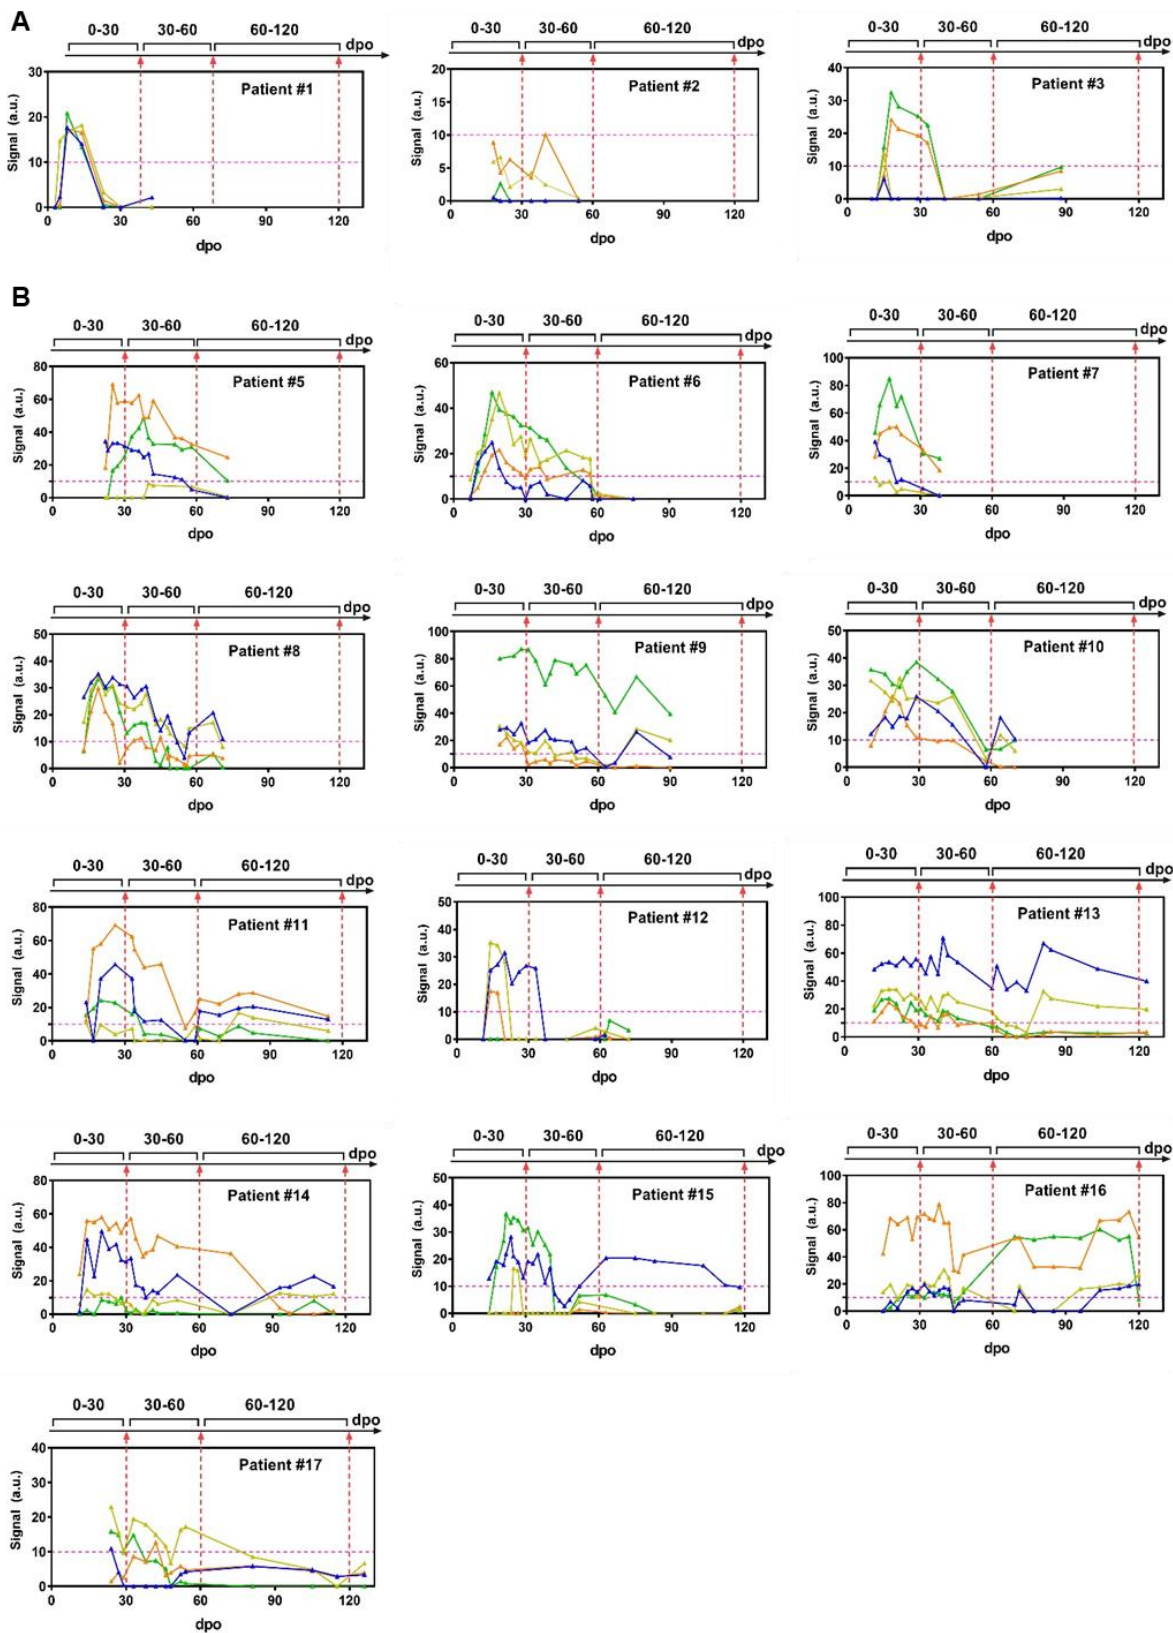 A
0-30 30-60 60-120 dpo
Signal (a.u.)
30
20
10
0
Patient #1
0 30 60 90 120
dpo
0-30 30-60 60-120 dpo
Signal (a.u.)
20
15
10
5
0
Patient #2
0 30 60 90 120
dpo
0-30 30-60 60-120 dpo
Signal (a.u.)
40
30
20
10
0
Patient #3
0 30 60 90 120
dpo
B
0-30 30-60 60-120 dpo
Signal (a.u.)
80
60
40
20
0
Patient #5
0 30 60 90 120
dpo
0-30 30-60 60-120 dpo
Signal (a.u.)
60
40
20
0
Patient #6
0 30 60 90 120
dpo
0-30 30-60 60-120 dpo
Signal (a.u.)
100
80
60
40
20
0
Patient #7
0 30 60 90 120
dpo
0-30 30-60 60-120 dpo
Signal (a.u.)
50
40
30
20
10
0
Patient #8
0 30 60 90 120
dpo
0-30 30-60 60-120 dpo
Signal (a.u.)
100
80
60
40
20
0
Patient #9
0 30 60 90 120
dpo
0-30 30-60 60-120 dpo
Signal (a.u.)
50
40
30
20
10
0
Patient #10
0 30 60 90 120
dpo
0-30 30-60 60-120 dpo
Signal (a.u.)
80
60
40
20
0
Patient #11
0 30 60 90 120
dpo
0-30 30-60 60-120 dpo
Signal (a.u.)
50
40
30
20
10
0
Patient #12
0 30 60 90 120
dpo
0-30 30-60 60-120 dpo
Signal (a.u.)
100
80
60
40
20
0
Patient #13
0 30 60 90 120
dpo
0-30 30-60 60-120 dpo
Signal (a.u.)
80
60
40
20
0
Patient #14
0 30 60 90 120
dpo
0-30 30-60 60-120 dpo
Signal (a.u.)
50
40
30
20
10
0
Patient #15
0 30 60 90 120
dpo
0-30 30-60 60-120 dpo
Signal (a.u.)
100
80
60
40
20
0
Patient #16
0 30 60 90 120
dpo
0-30 30-60 60-120 dpo
Signal (a.u.)
40
30
20
10
0
Patient #17
0 30 60 90 120
dpo